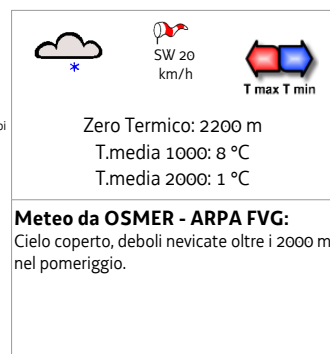 SW 20
km/h
T max T min
pi
Zero Termico: 2200 m
T.media 1000: 8 °C
T.media 2000: 1 °C
Meteo da OSMER - ARPA FVG:
Cielo coperto, deboli nevicate oltre i 2000 m
nel pomeriggio.